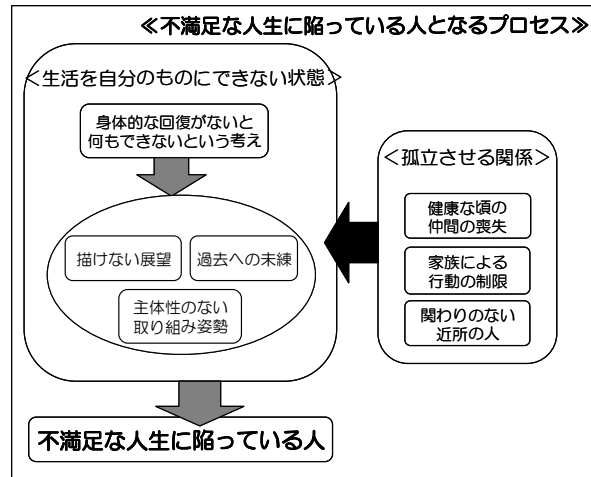 ≪不満足な人生に陥っている人となるプロセス≫
＜生活を自分のものにできない状態＞
身体的な回復がないと
何もできないという考え
描けない展望
過去への未練
主体性のない
取り組み姿勢
＜孤立させる関係＞
健康な頃の
仲間の喪失
家族による
行動の制限
関わりのない
近所の人
不満足な人生に陥っている人